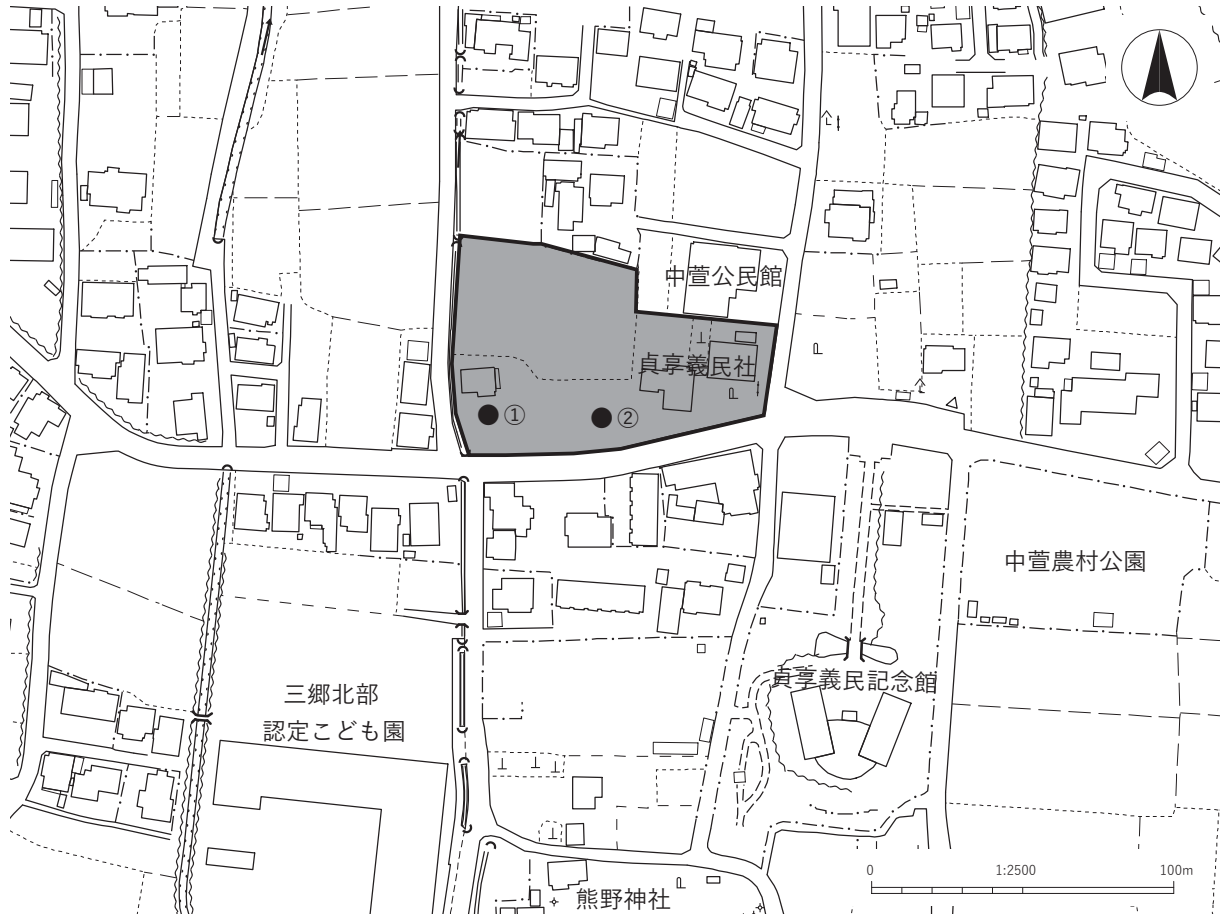 中萱公民館
貞享義民社
①
②
中萱農村公園
貞享義民記念館
三郷北部
認定こども園
0 1:2500 100m
熊野神社